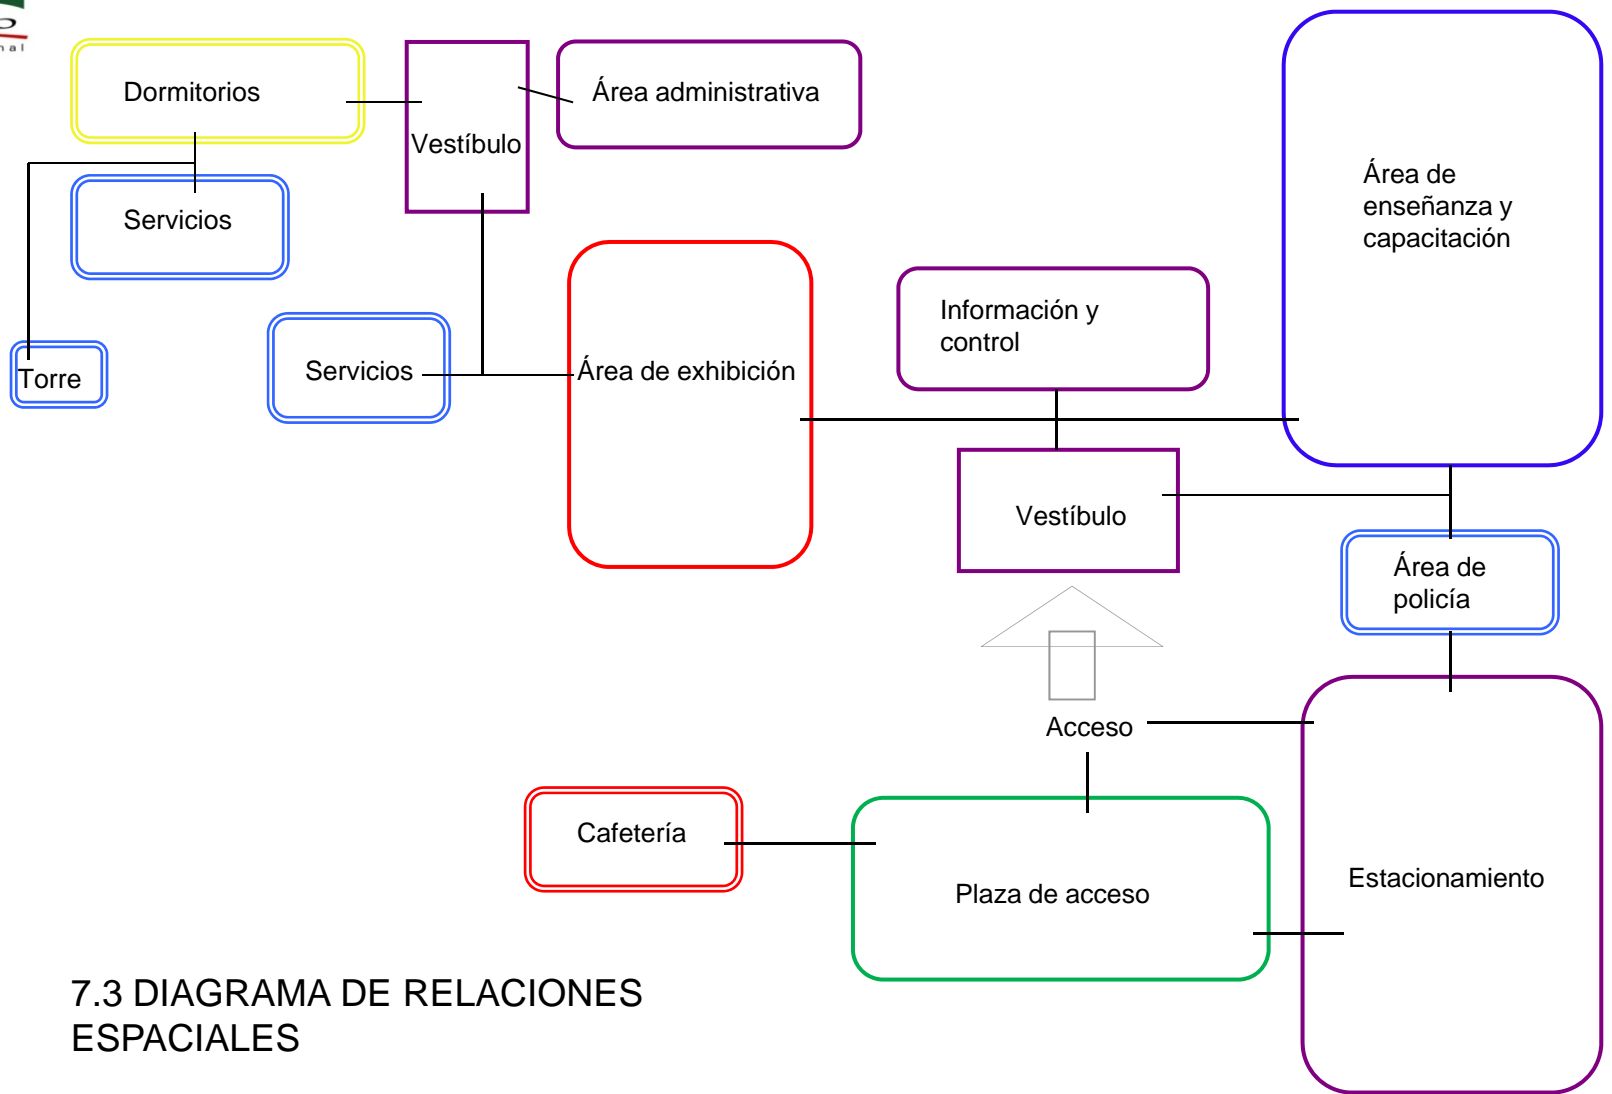 Dormitorios
Vestíbulo
Área administrativa
Servicios
Torre
Servicios
Área de exhibición
Información y
control
Área de
enseñanza y
capacitación
Vestíbulo
Área de
policía
Acceso
Cafetería
Plaza de acceso
Estacionamiento
7.3 DIAGRAMA DE RELACIONES
ESPACIALES